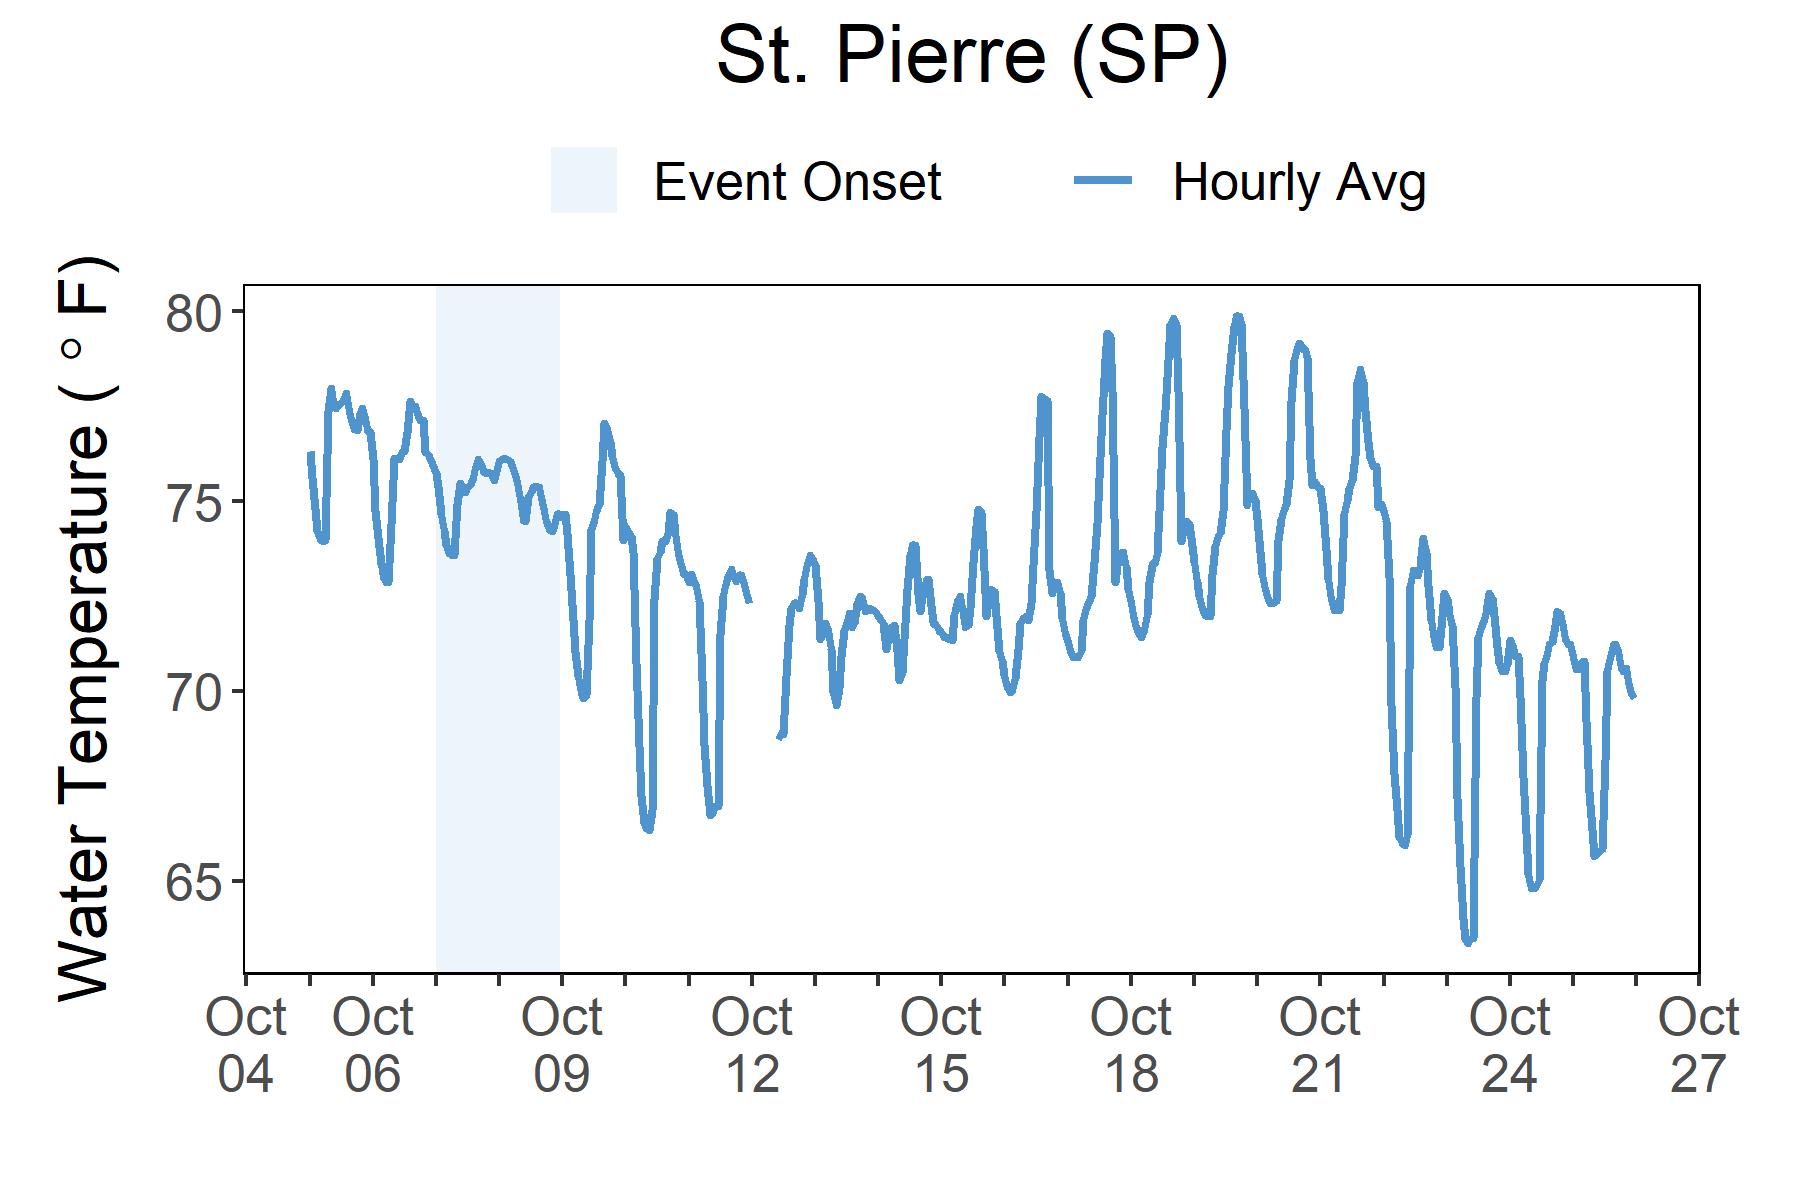 St. Pierre (SP)
Event Onset
Hourly Avg
Water Temperature ( ° F)
80
75
70
65
Oct 04
Oct 06
Oct 09
Oct 12
Oct 15
Oct 18
Oct 21
Oct 24
Oct 27